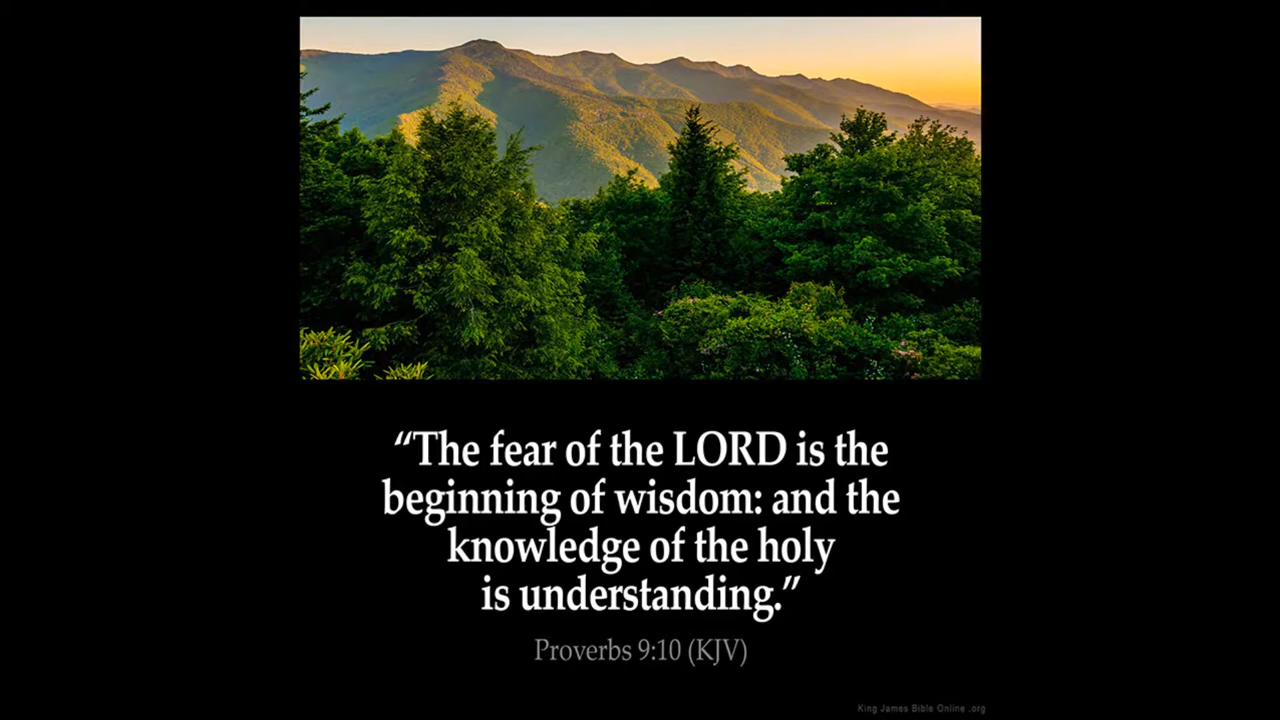 “The fear of the LORD is the
beginning of wisdom: and the
knowledge of the holy
is understanding.”
Proverbs 9:10 (KJV)
King James Bible Online .org